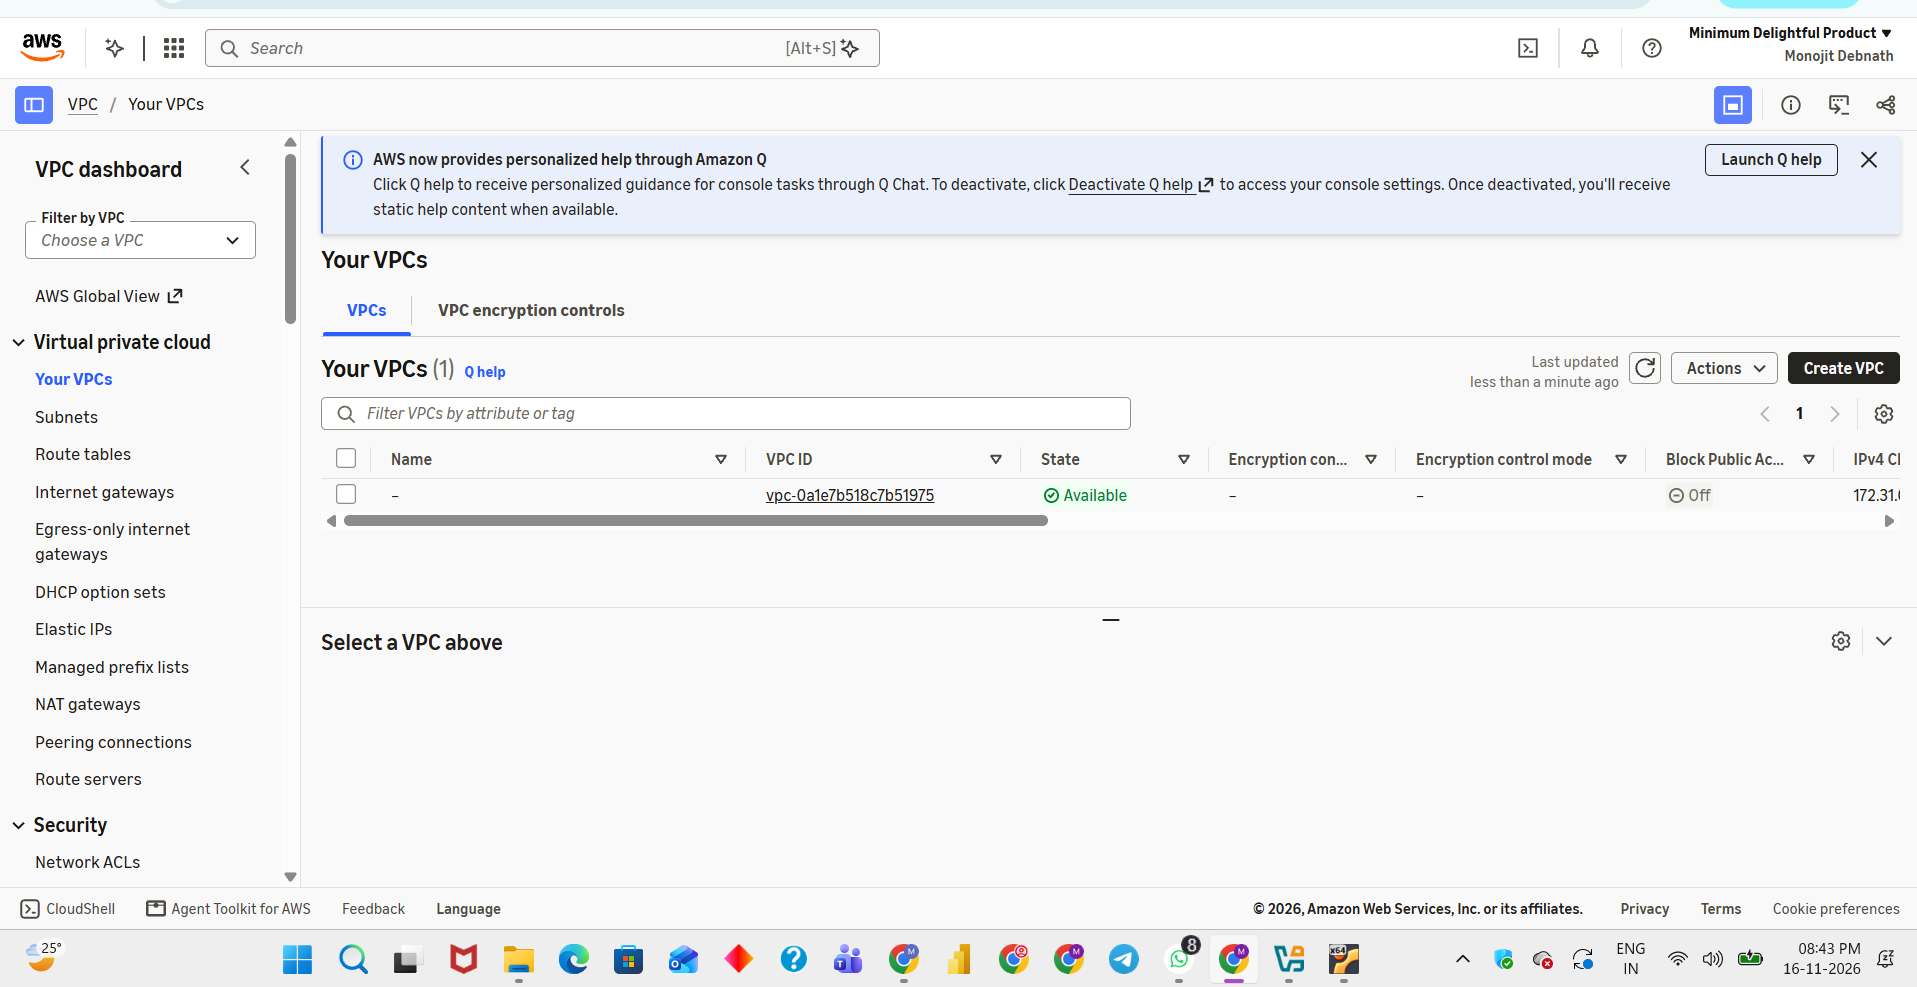 aws
Search
[Alt+S]
Minimum Delightful Product
Monojit Debnath
VPC / Your VPCs
VPC dashboard
Filter by VPC
Choose a VPC
AWS Global View
Virtual private cloud
Your VPCs
Subnets
Route tables
Internet gateways
Egress-only internet
gateways
DHCP option sets
Elastic IPs
Managed prefix lists
NAT gateways
Peering connections
Route servers
Security
Network ACLs
AWS now provides personalized help through Amazon Q
Click Q help to receive personalized guidance for console tasks through Q Chat. To deactivate, click Deactivate Q help to access your console settings. Once deactivated, you'll receive
static help content when available.
Launch Q help
Your VPCs
VPCs
VPC encryption controls
Your VPCs (1) Q help
Last updated
less than a minute ago
Actions
Create VPC
Filter VPCs by attribute or tag
1
Name VPC ID State Encryption con... Encryption control mode Block Public Ac... IPv4 CI
– vpc-0a1e7b518c7b51975 Available – – Off 172.31.
Select a VPC above
CloudShell Agent Toolkit for AWS Feedback Language
© 2026, Amazon Web Services, Inc. or its affiliates. Privacy Terms Cookie preferences
25°
8
x64
ENG
IN
08:43 PM
16-11-2026